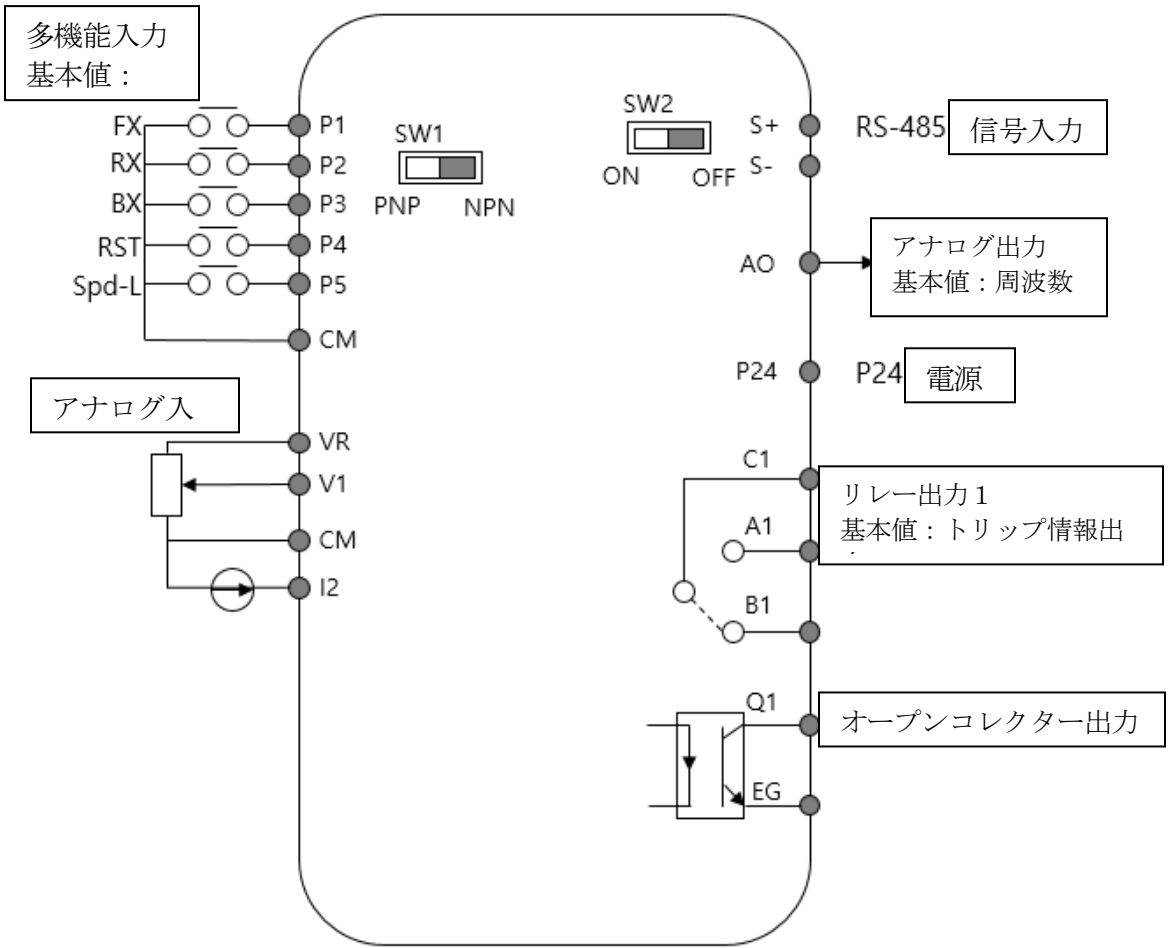 多機能入力
基本値：
FX
P1
RX
P2
BX
P3
RST
P4
Spd-L
P5
CM
SW1
PNP
NPN
SW2
ON
OFF
S+
RS-485
信号入力
S-
AO
アナログ出力
基本値：周波数
P24
P24
電源
アナログ入
VR
V1
CM
I2
C1
A1
B1
リレー出力１
基本値：トリップ情報出
Q1
オープンコレクター出力
EG